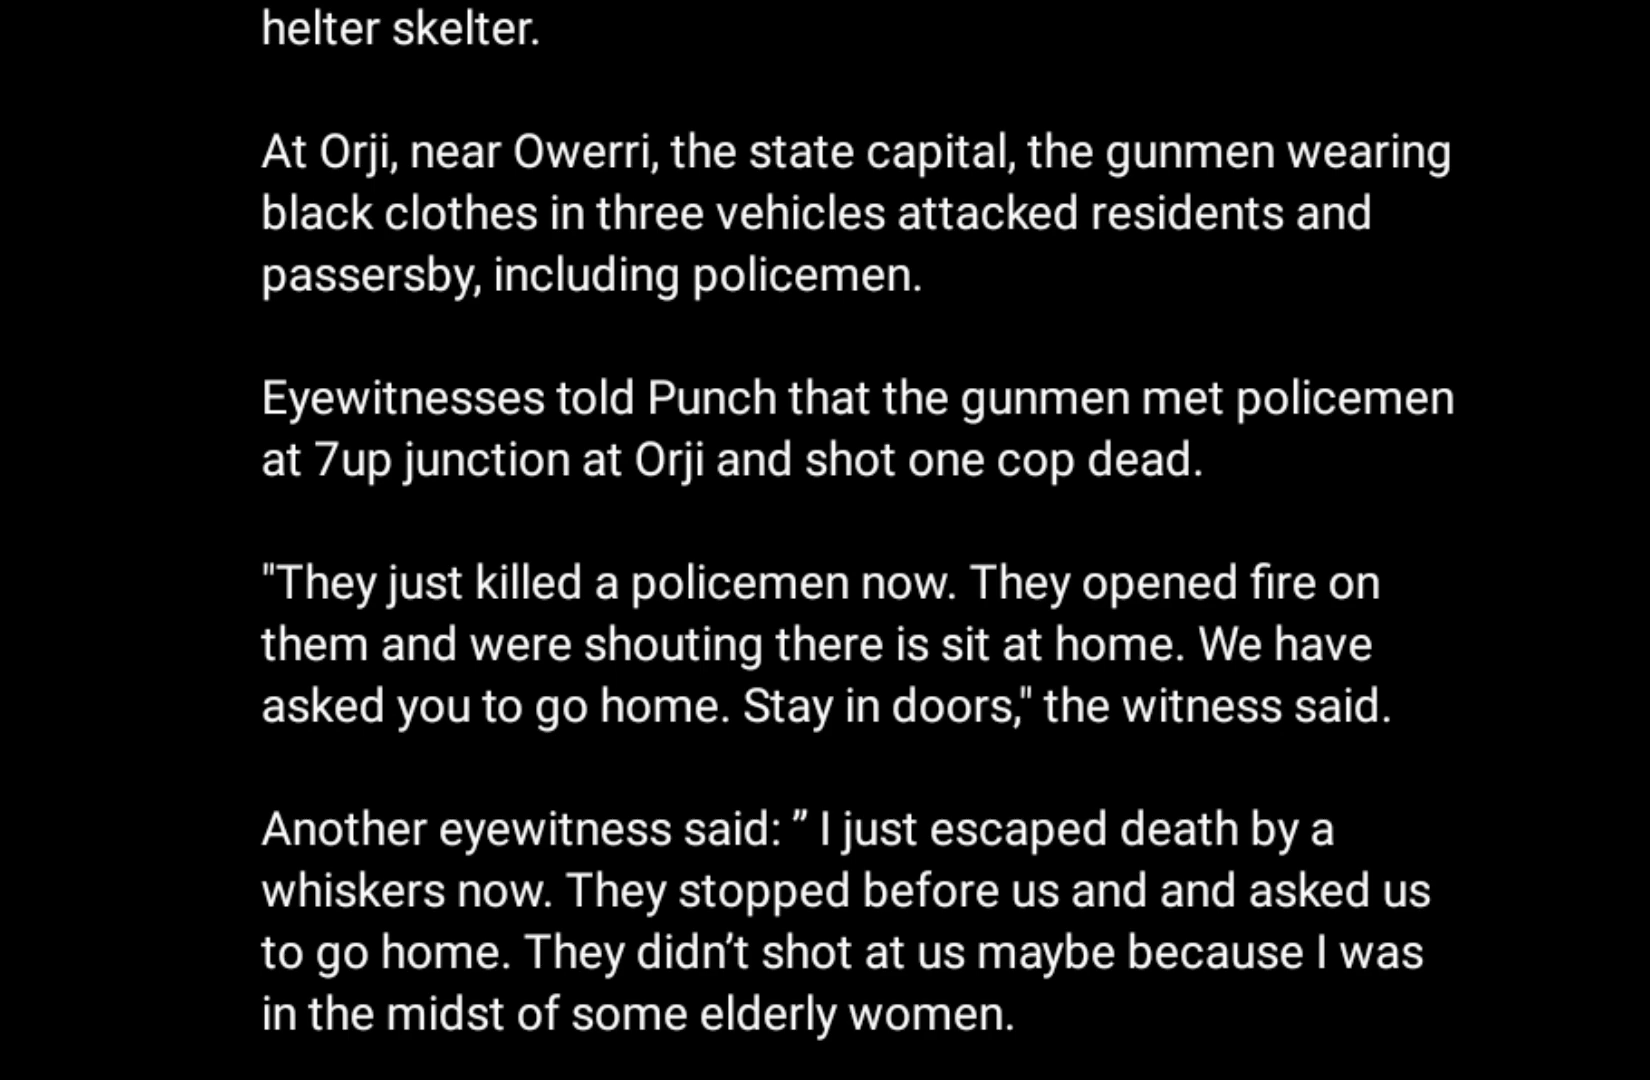 helter skelter.
At Orji, near Owerri, the state capital, the gunmen wearing
black clothes in three vehicles attacked residents and
passersby, including policemen.
Eyewitnesses told Punch that the gunmen met policemen
at 7up junction at Orji and shot one cop dead.
"They just killed a policemen now. They opened fire on
them and were shouting there is sit at home. We have
asked you to go home. Stay in doors," the witness said.
Another eyewitness said: ” I just escaped death by a
whiskers now. They stopped before us and and asked us
to go home. They didn’t shot at us maybe because I was
in the midst of some elderly women.